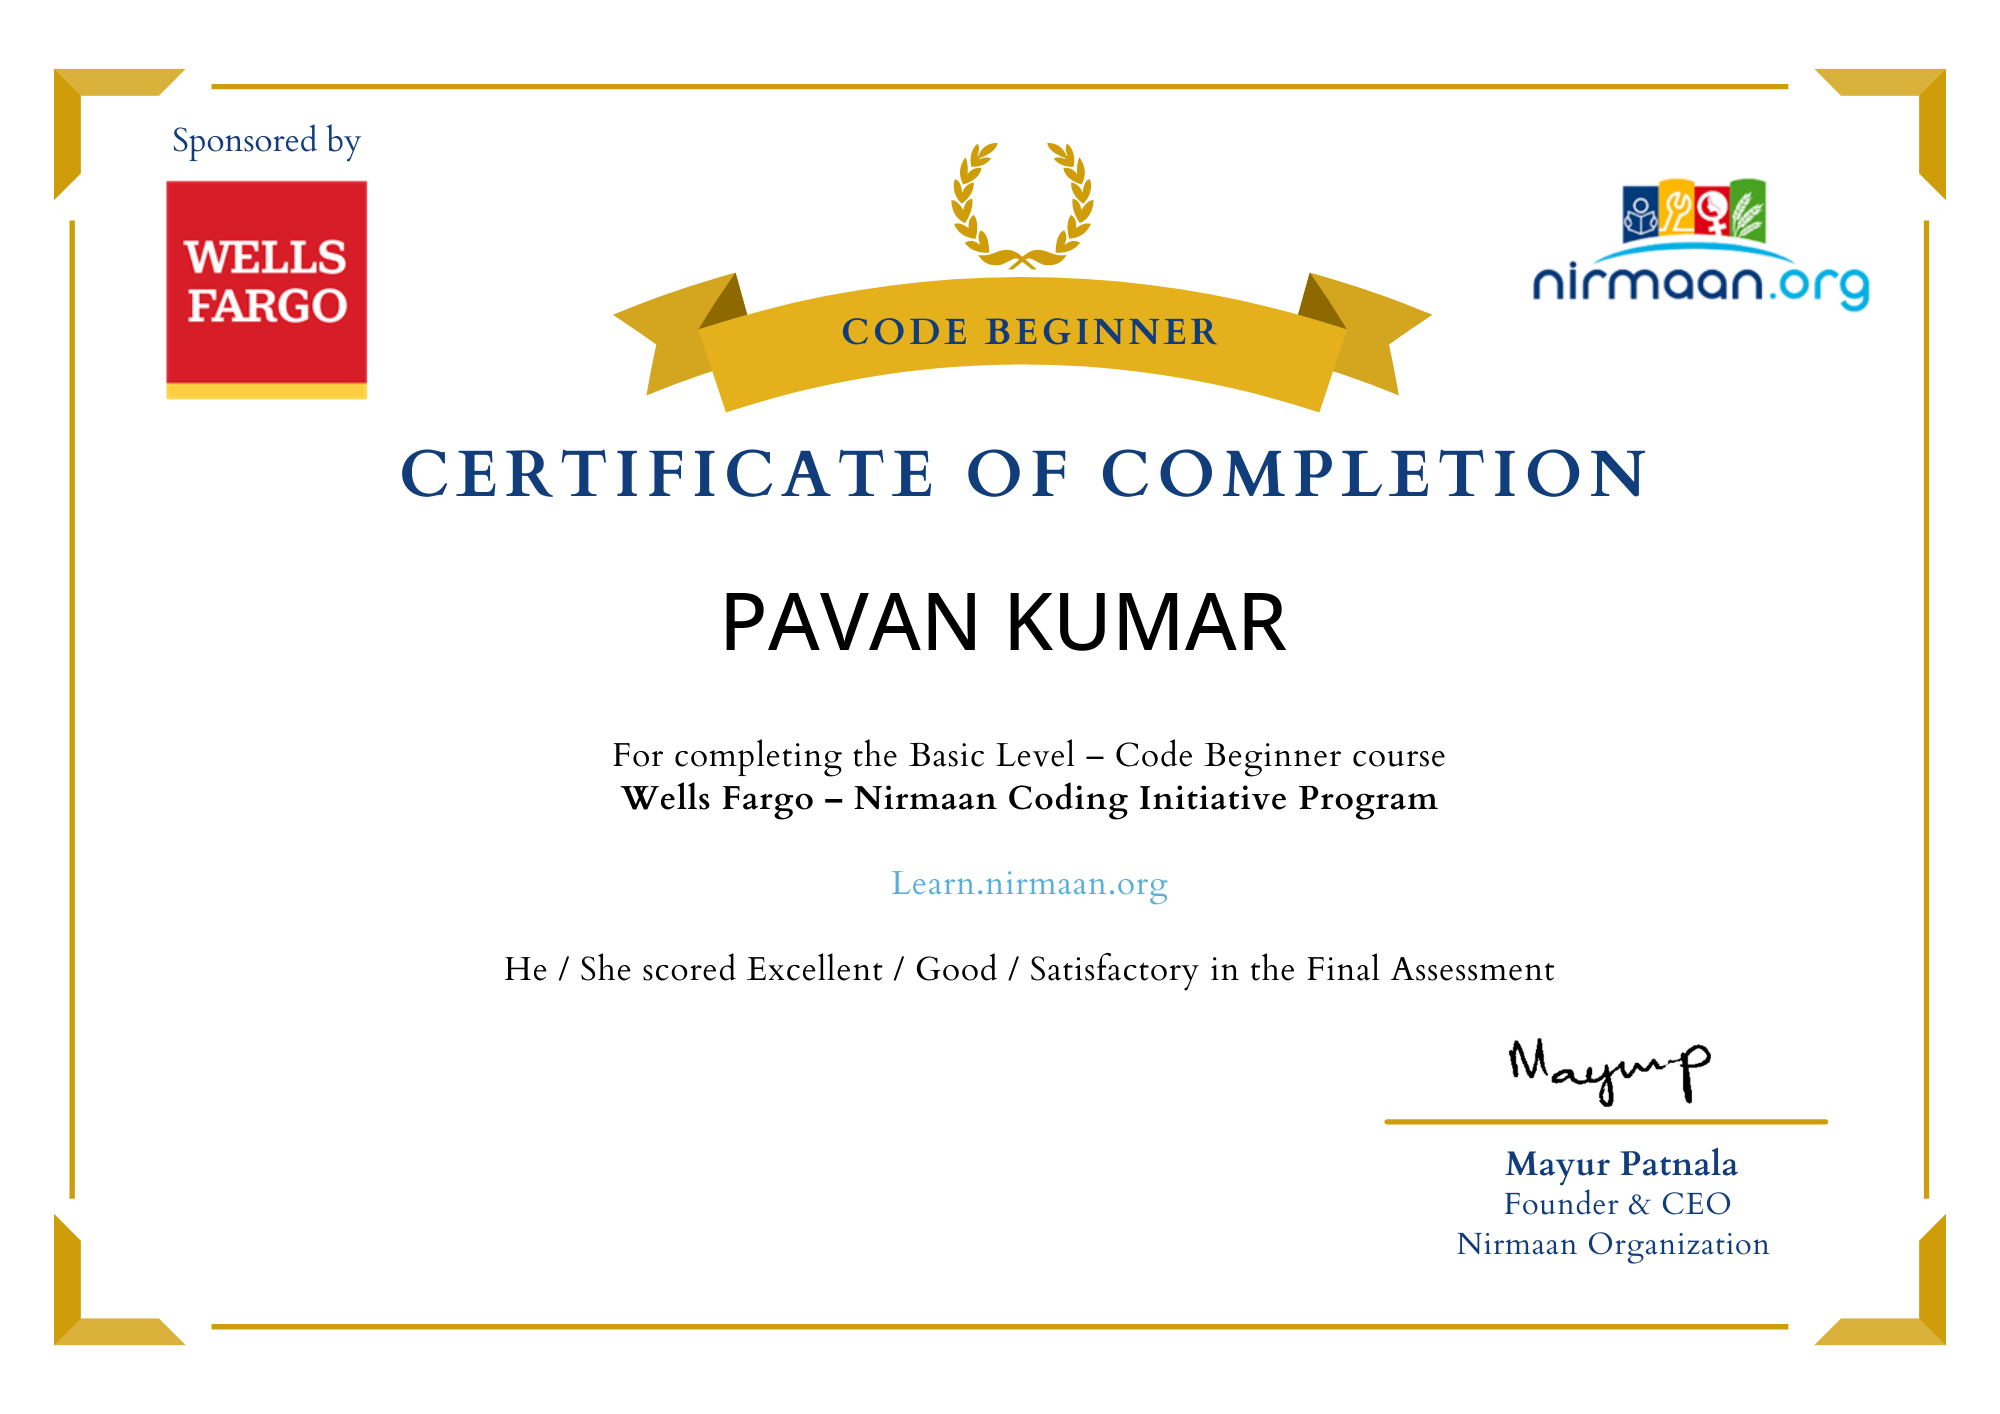 Sponsored by
WELLS
FARGO
nirmaan.org
CODE BEGINNER
CERTIFICATE OF COMPLETION
PAVAN KUMAR
For completing the Basic Level – Code Beginner course
Wells Fargo – Nirmaan Coding Initiative Program
Learn.nirmaan.org
He / She scored Excellent / Good / Satisfactory in the Final Assessment
Mayur P
Mayur Patnala
Founder & CEO
Nirmaan Organization